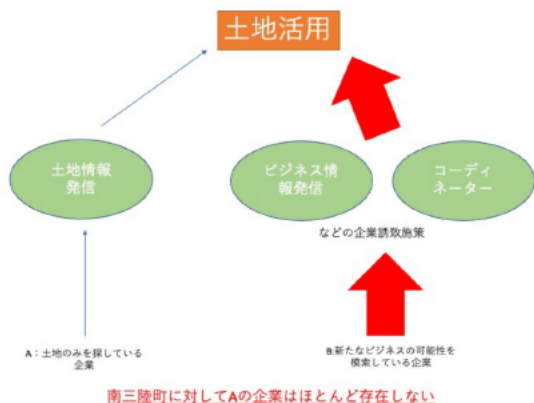 土地活用
土地情報
発信
ビジネス情
報発信
コーディ
ネーター
などの企業誘致施策
A：土地のみを探している
企業
B:新たなビジネスの可能性を
模索している企業
南三陸町に対してAの企業はほとんど存在しない